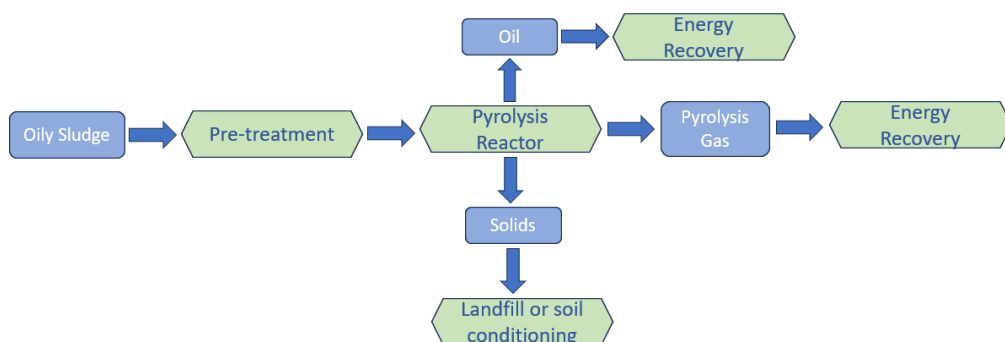 Oil
Energy
Recovery
Oily Sludge
Pre-treatment
Pyrolysis
Reactor
Pyrolysis
Gas
Energy
Recovery
Solids
Landfill or soil
conditioning